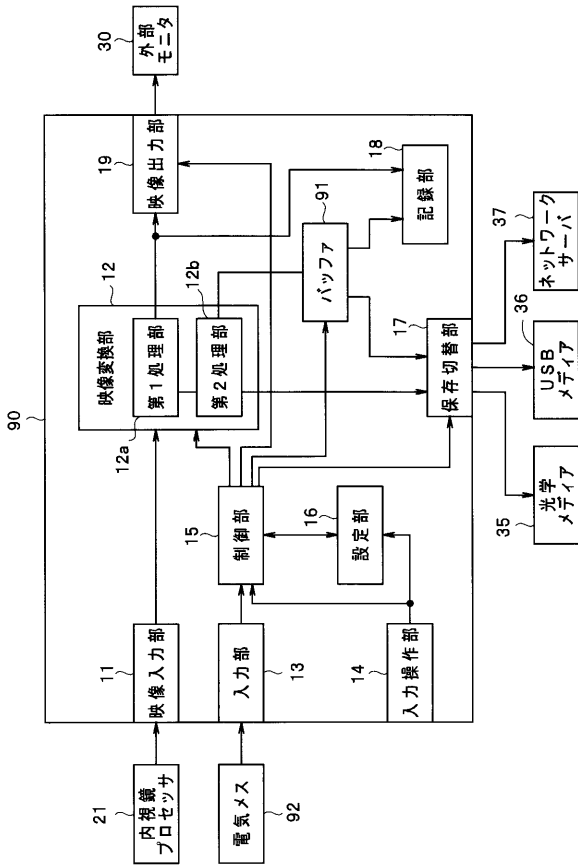 90
21
内視鏡
プロセッサ
11
映像入力部
12
映像変換部
12a
第1処理部
12b
第2処理部
19
映像出力部
30
外部
モニタ
92
電気メス
13
入力部
15
制御部
16
設定部
14
入力操作部
91
バッファ
18
記録部
17
保存切替部
35
光学
メディア
36
USB
メディア
37
ネットワーク
サーバ